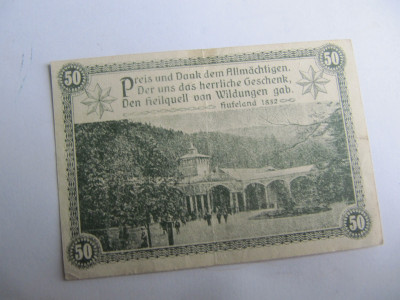 50 50
Preis und Dank dem Allmächtigen,
Der uns das herrliche Geschenk,
Den Heilquell von Wildungen gab.
Hufeland 1832
50 50